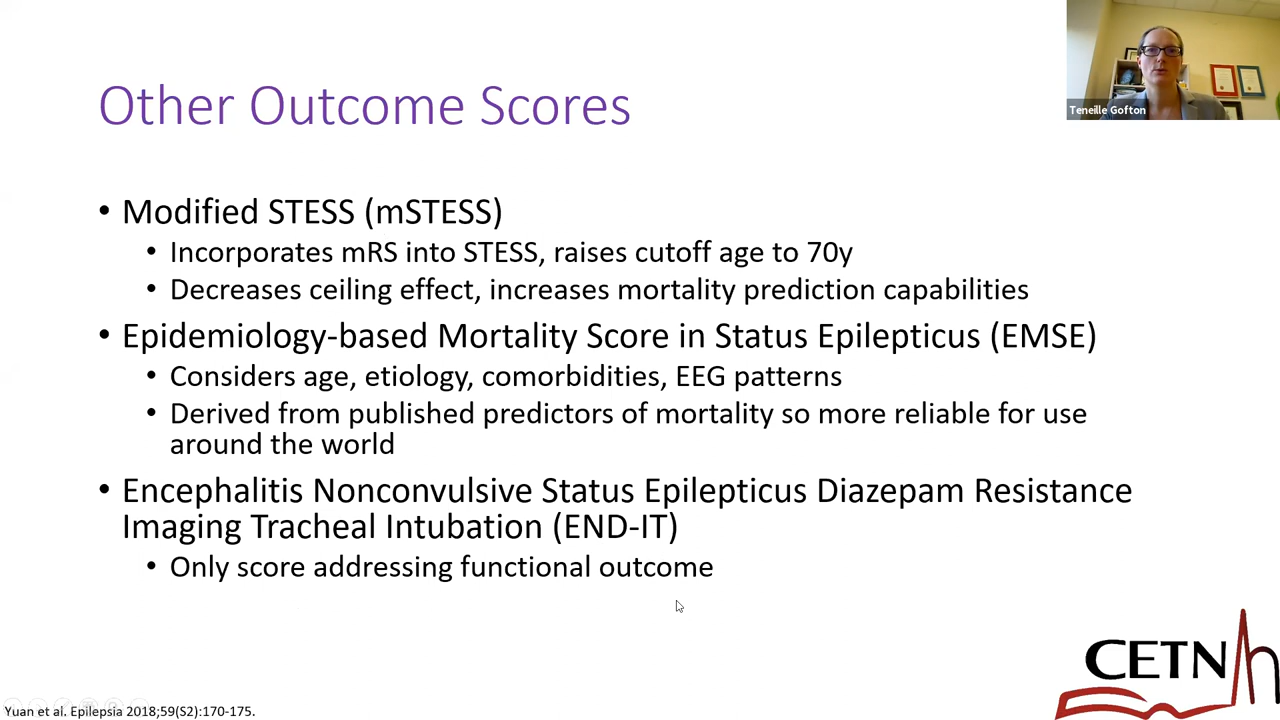 Teneille Gofton
Other Outcome Scores
• Modified STESS (mSTESS)
• Incorporates mRS into STESS, raises cutoff age to 70y
• Decreases ceiling effect, increases mortality prediction capabilities
• Epidemiology-based Mortality Score in Status Epilepticus (EMSE)
• Considers age, etiology, comorbidities, EEG patterns
• Derived from published predictors of mortality so more reliable for use
around the world
• Encephalitis Nonconvulsive Status Epilepticus Diazepam Resistance
Imaging Tracheal Intubation (END-IT)
• Only score addressing functional outcome
CETN
Yuan et al. Epilepsia 2018;59(S2):170-175.